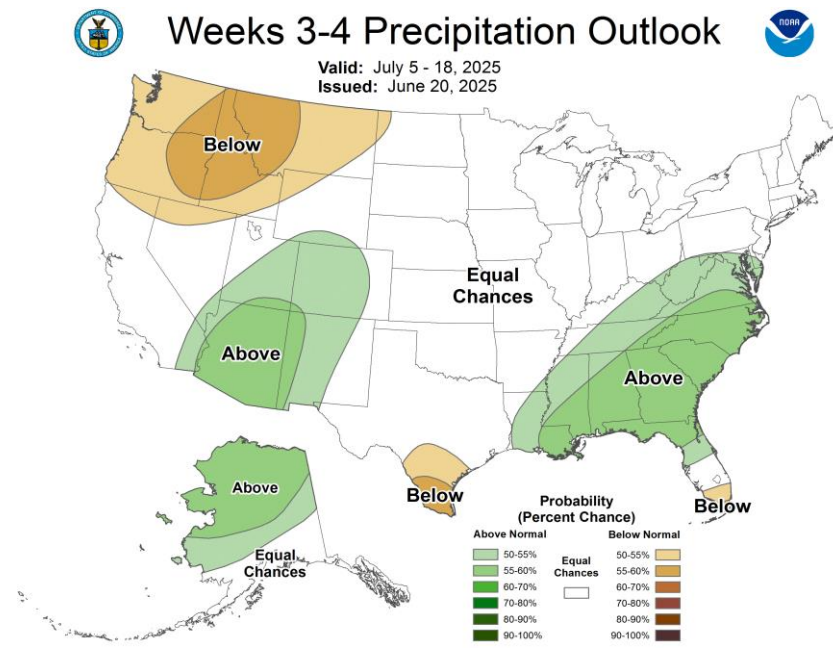 NOAA
Weeks 3-4 Precipitation Outlook
Valid: July 5 - 18, 2025
Issued: June 20, 2025
Below
Equal
Chances
Above
Above
Above
Equal
Chances
Below
Below
Probability
(Percent Chance)
Above Normal
Below Normal
50-55%
55-60%
60-70%
70-80%
80-90%
90-100%
Equal
Chances
50-55%
55-60%
60-70%
70-80%
80-90%
90-100%